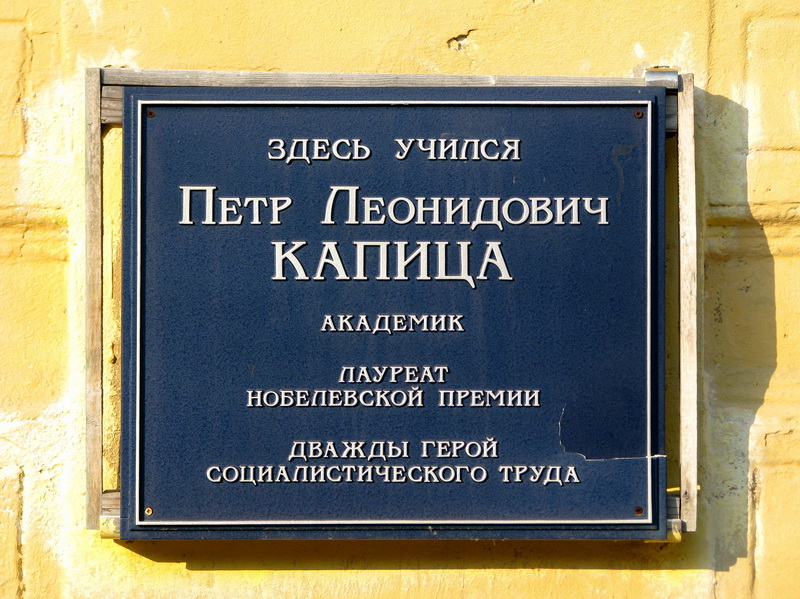 ЗДЕСЬ УЧИЛСЯ
ПЕТР ЛЕОНИДОВИЧ
КАПИЦА
АКАДЕМИК
ЛАУРЕАТ
НОБЕЛЕВСКОЙ ПРЕМИИ
ДВАЖДЫ ГЕРОЙ
СОЦИАЛИСТИЧЕСКОГО ТРУДА